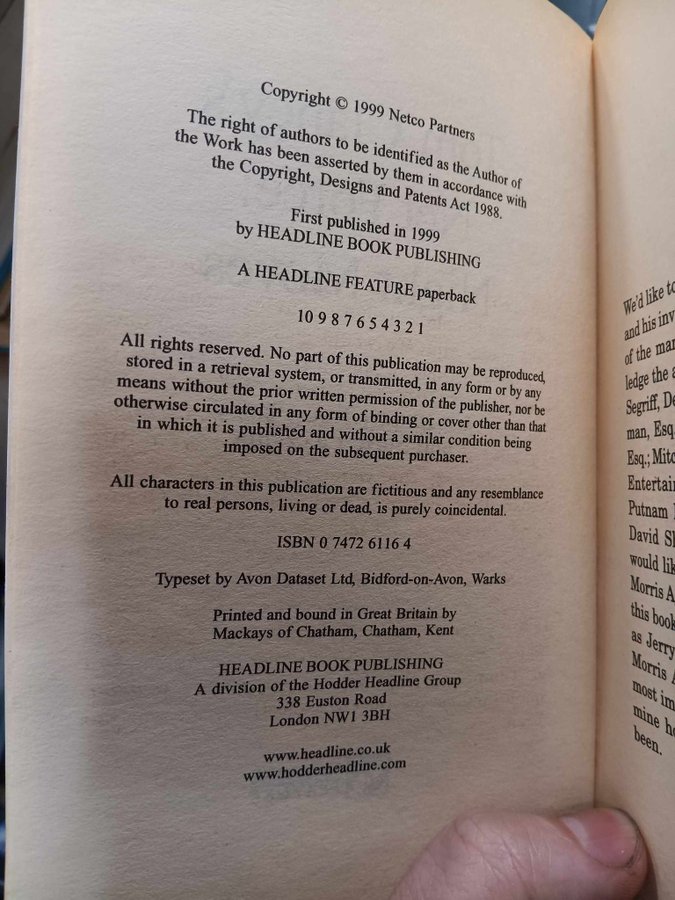 Copyright © 1999 Netco Partners
The right of authors to be identified as the Author of
the Work has been asserted by them in accordance with
the Copyright, Designs and Patents Act 1988.
First published in 1999
by HEADLINE BOOK PUBLISHING
A HEADLINE FEATURE paperback
10 9 8 7 6 5 4 3 2 1
All rights reserved. No part of this publication may be reproduced,
stored in a retrieval system, or transmitted, in any form or by any
means without the prior written permission of the publisher, nor be
otherwise circulated in any form of binding or cover other than that
in which it is published and without a similar condition being
imposed on the subsequent purchaser.
All characters in this publication are fictitious and any resemblance
to real persons, living or dead, is purely coincidental.
ISBN 0 7472 6116 4
Typeset by Avon Dataset Ltd, Bidford-on-Avon, Warks
Printed and bound in Great Britain by
Mackays of Chatham, Chatham, Kent
HEADLINE BOOK PUBLISHING
A division of the Hodder Headline Group
338 Euston Road
London NW1 3BH
www.headline.co.uk
www.hodderheadline.com
We'd like to
and his inv
of the mar
ledge the a
Segriff, De
man, Esq.
Esq.; Mitc
Entertai
Putnam
David Sh
would lik
Morris A
this book
as Jerry
Morris A
most im
mine h
been.